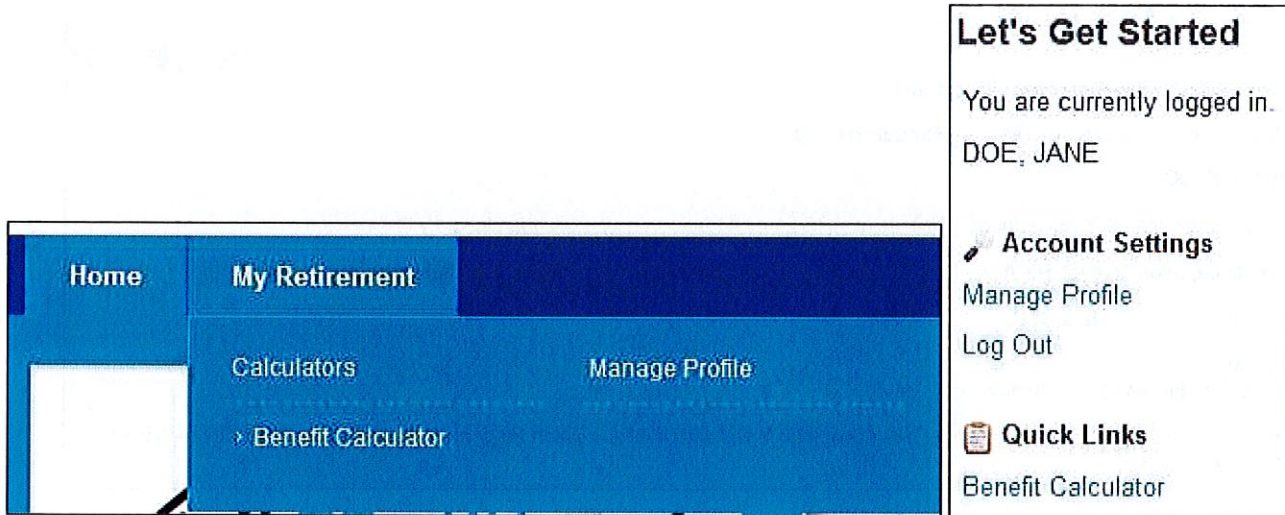 Home
My Retirement
Calculators
Manage Profile
› Benefit Calculator
Let's Get Started
You are currently logged in.
DOE, JANE
Account Settings
Manage Profile
Log Out
Quick Links
Benefit Calculator